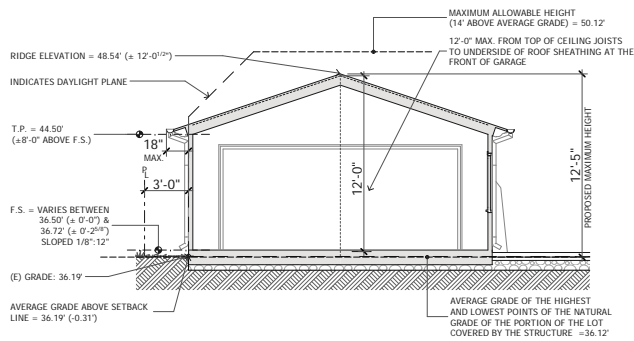 MAXIMUM ALLOWABLE HEIGHT
(14' ABOVE AVERAGE GRADE) = 50.12'
12'-0" MAX. FROM TOP OF CEILING JOISTS
TO UNDERSIDE OF ROOF SHEATHING AT
THE FRONT OF GARAGE
RIDGE ELEVATION = 48.54' (± 12'-0 1/2")
INDICATES DAYLIGHT PLANE
T.P. = 44.50'
(±8'-0" ABOVE F.S.)
18"
MAX.
PL
3'-0"
12'-0"
12'-5"
PROPOSED MAXIMUM HEIGHT
F.S. = VARIES BETWEEN
36.50' (± 0'-0") &
36.72' (± 0'-2 5/8")
SLOPED 1/8":12"
(E) GRADE: 36.19'
AVERAGE GRADE ABOVE SETBACK
LINE = 36.19' (-0.31')
AVERAGE GRADE OF THE HIGHEST
AND LOWEST POINTS OF THE NATURAL
GRADE OF THE PORTION OF THE LOT
COVERED BY THE STRUCTURE =36.12'